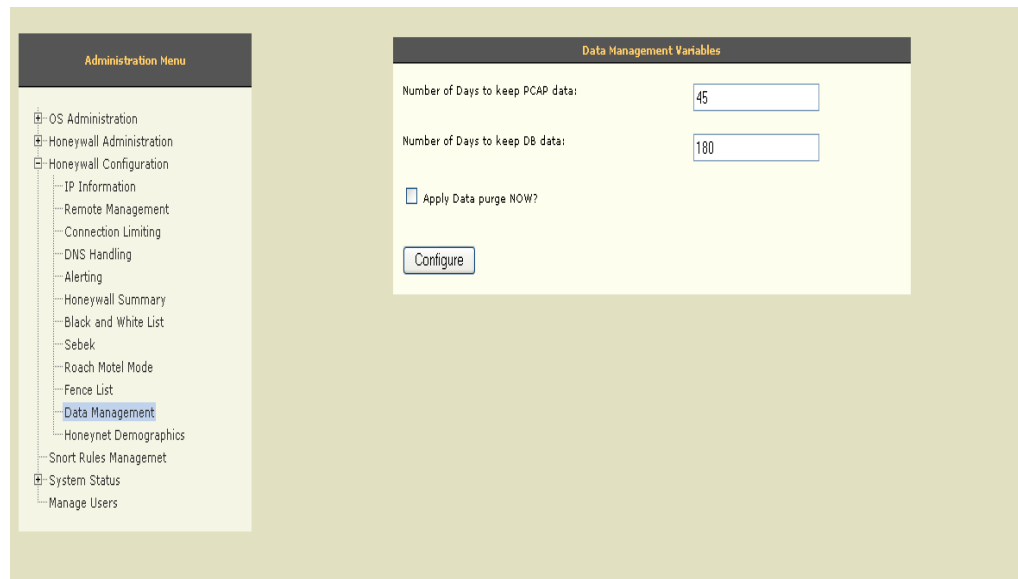 Administration Menu
OS Administration
Honeywall Administration
Honeywall Configuration
IP Information
Remote Management
Connection Limiting
DNS Handling
Alerting
Honeywall Summary
Black and White List
Sebek
Roach Motel Mode
Fence List
Data Management
Honeynet Demographics
Snort Rules Managemet
System Status
Manage Users
Data Management Variables
Number of Days to keep PCAP data:
45
Number of Days to keep DB data:
180
Apply Data purge NOW?
Configure